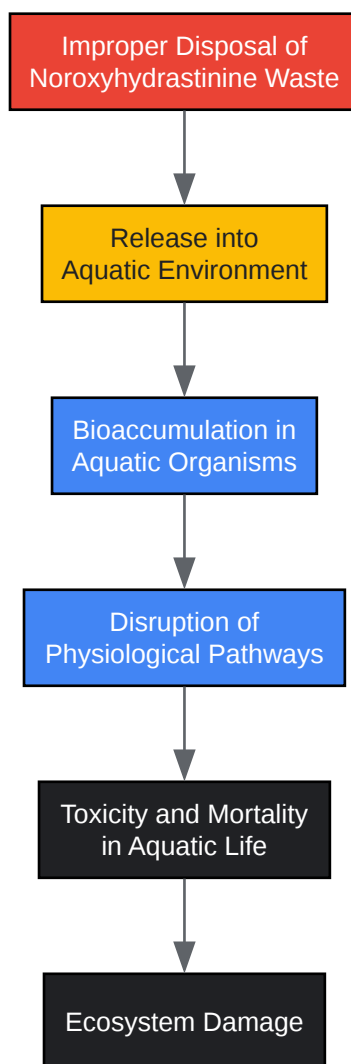 Improper Disposal of
Noroxyhydrastinine Waste
Release into
Aquatic Environment
Bioaccumulation in
Aquatic Organisms
Disruption of
Physiological Pathways
Toxicity and Mortality
in Aquatic Life
Ecosystem Damage